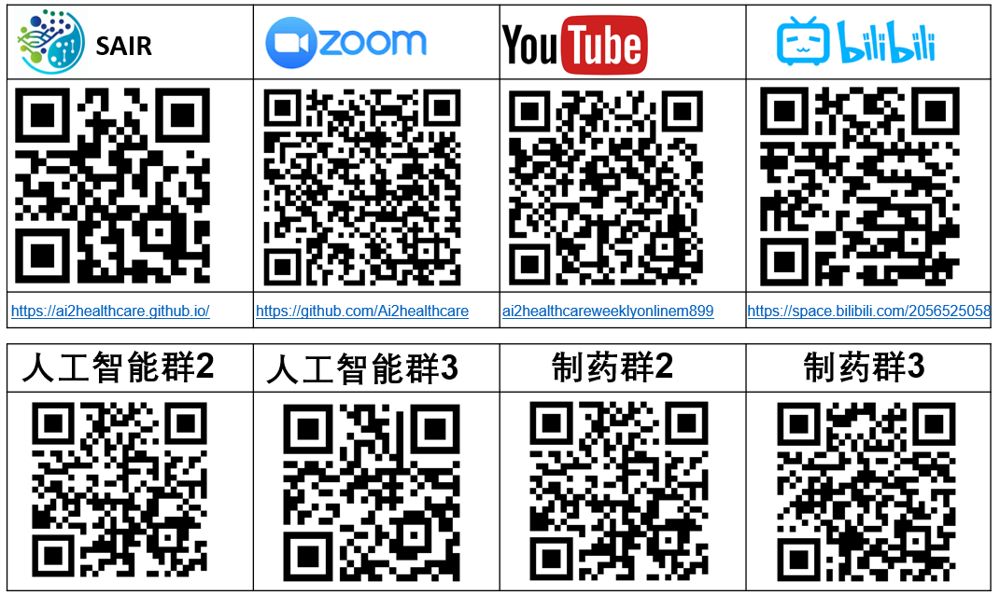 SAIR
zoom
YouTube
bilibili
https://ai2healthcare.github.io/
https://github.com/Ai2healthcare
ai2healthcareweeklyonlinem899
https://space.bilibili.com/2056525058
人工智能群2
人工智能群3
制药群2
制药群3